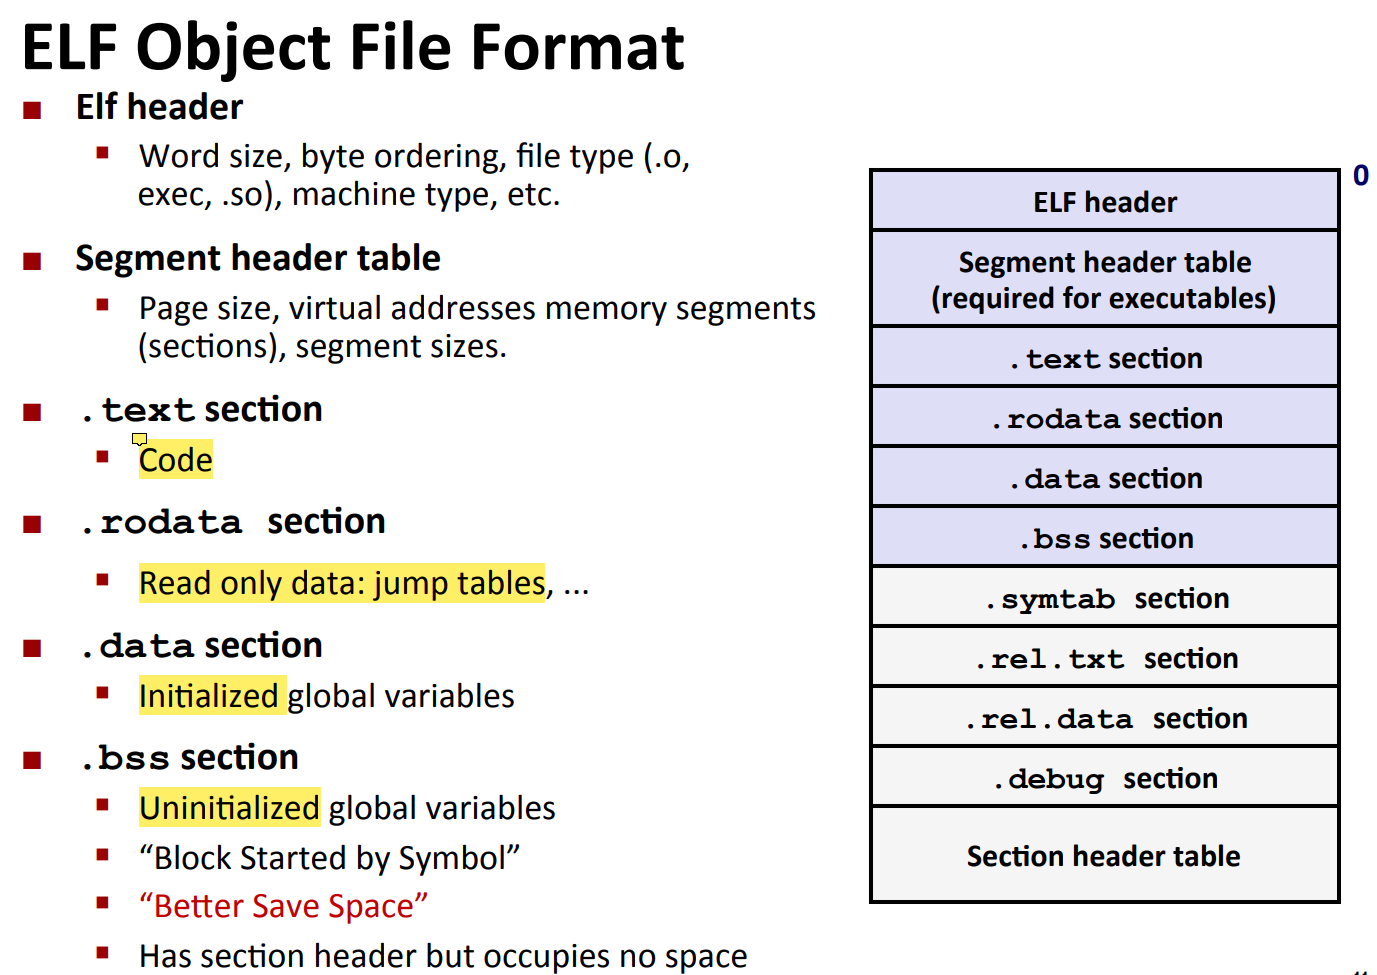 ELF Object File Format
Elf header
Word size, byte ordering, file type (.o,
exec, .so), machine type, etc.
Segment header table
Page size, virtual addresses memory segments
(sections), segment sizes.
.text section
Code
.rodata section
Read only data: jump tables, ...
.data section
Initialized global variables
.bss section
Uninitialized global variables
“Block Started by Symbol”
“Better Save Space”
Has section header but occupies no space
0
ELF header
Segment header table
(required for executables)
.text section
.rodata section
.data section
.bss section
.symtab section
.rel.txt section
.rel.data section
.debug section
Section header table